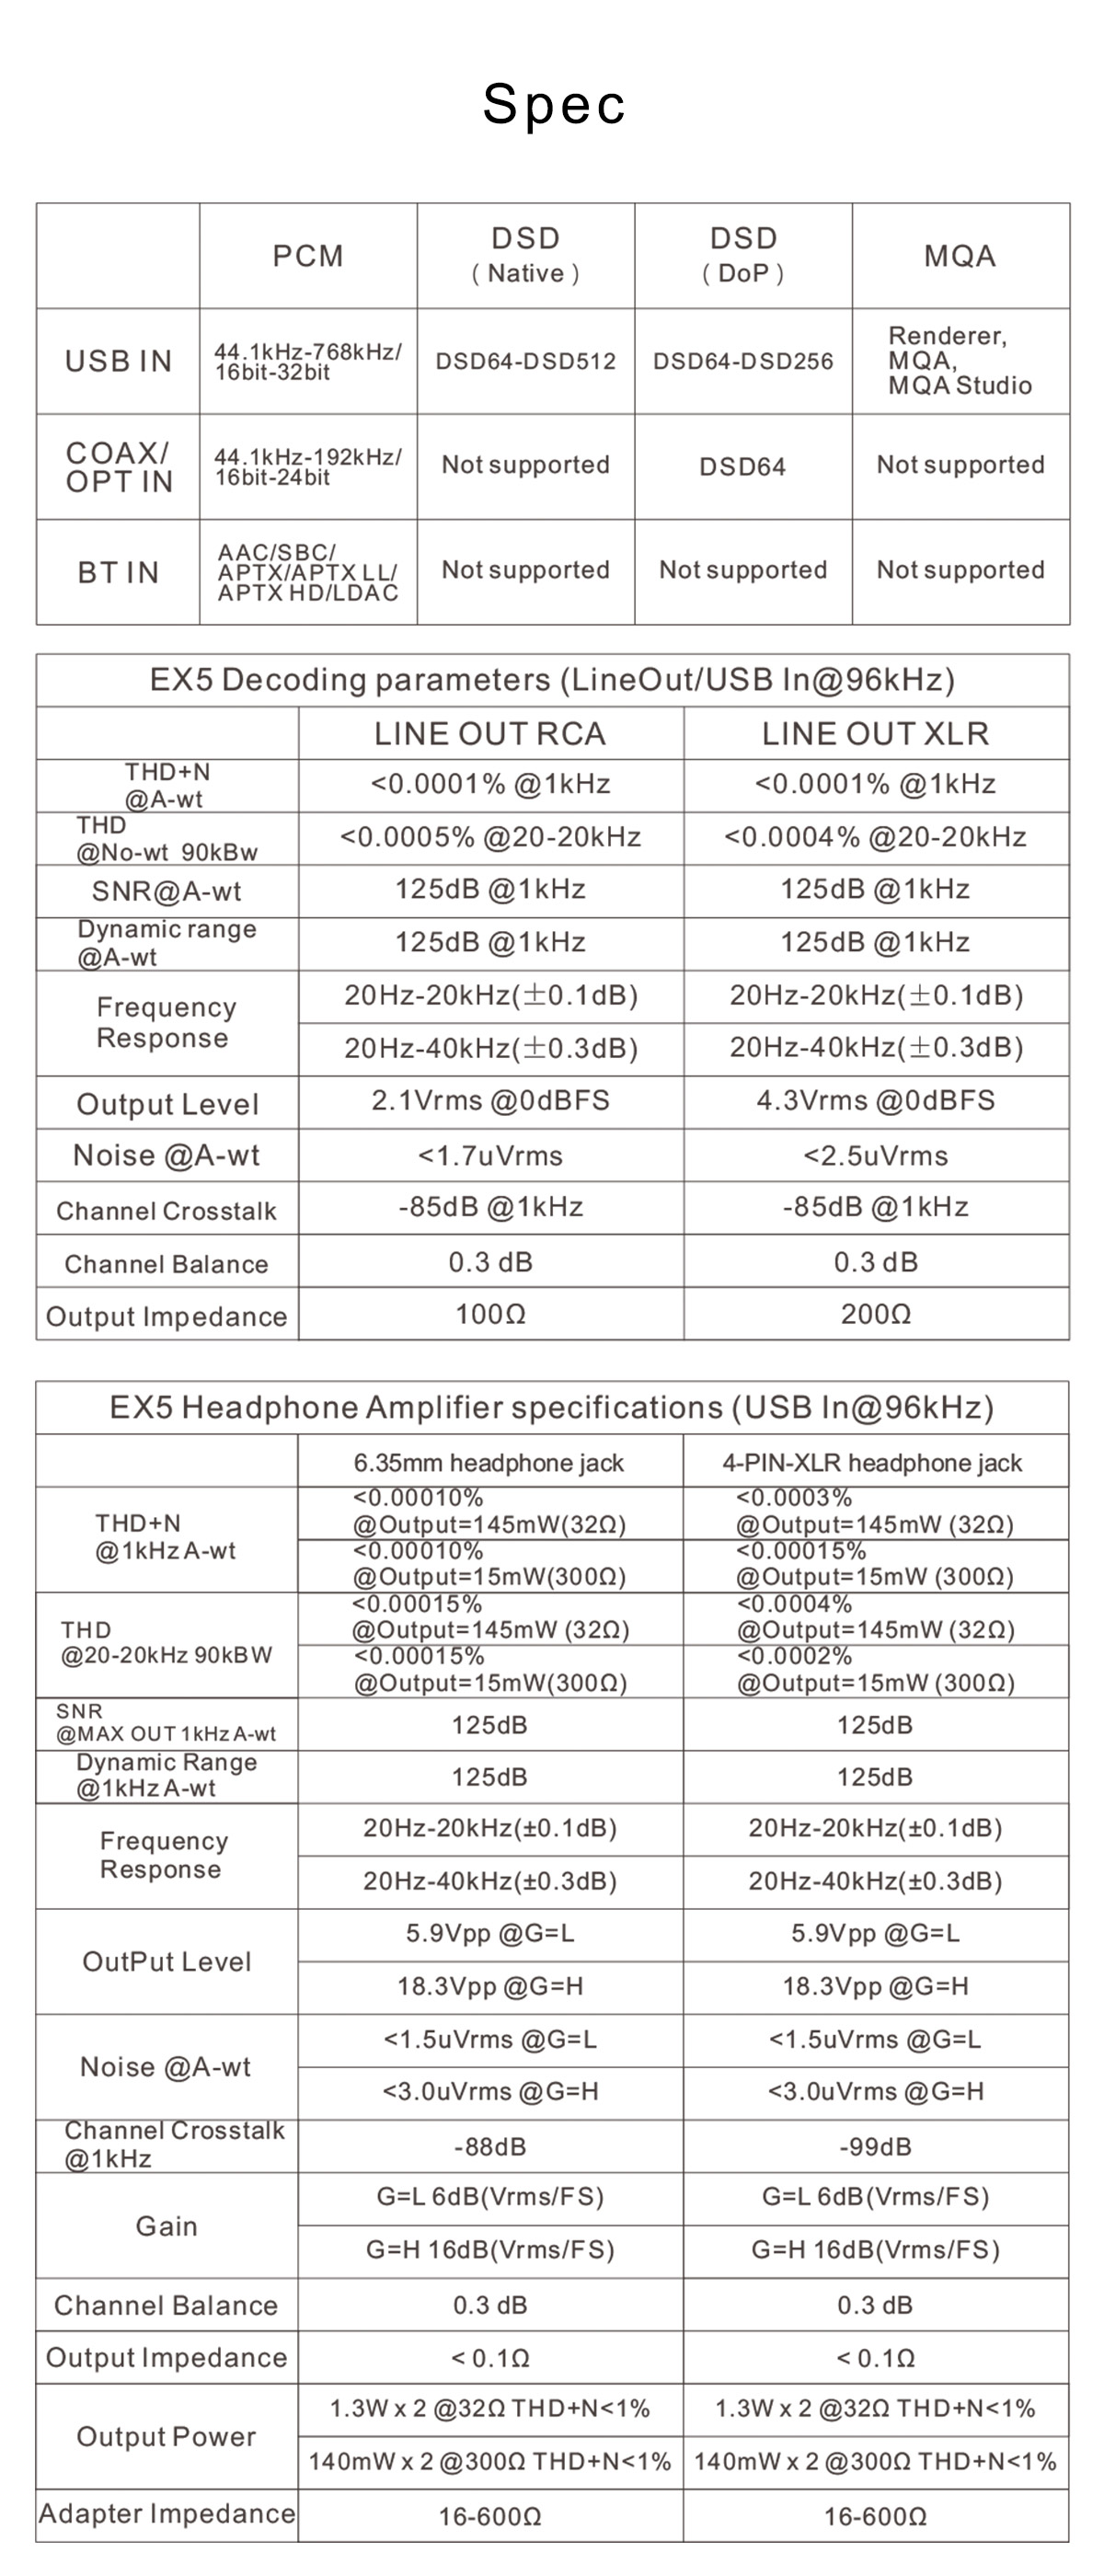 Spec
PCM
DSD
( Native )
DSD
( DoP )
MQA
USB IN
44.1kHz-768kHz/
16bit-32bit
DSD64-DSD512
DSD64-DSD256
Renderer,
MQA,
MQA Studio
COAX/
OPT IN
44.1kHz-192kHz/
16bit-24bit
Not supported
DSD64
Not supported
BT IN
AAC/SBC/
APTX/APTX LL/
APTX HD/LDAC
Not supported
Not supported
Not supported
EX5 Decoding parameters (LineOut/USB In@96kHz)
LINE OUT RCA
LINE OUT XLR
THD+N
@A-wt
<0.0001% @1kHz
<0.0001% @1kHz
THD
@No-wt 90kBw
<0.0005% @20-20kHz
<0.0004% @20-20kHz
SNR@A-wt
125dB @1kHz
125dB @1kHz
Dynamic range
@A-wt
125dB @1kHz
125dB @1kHz
Frequency
Response
20Hz-20kHz(±0.1dB)
20Hz-20kHz(±0.1dB)
20Hz-40kHz(±0.3dB)
20Hz-40kHz(±0.3dB)
Output Level
2.1Vrms @0dBFS
4.3Vrms @0dBFS
Noise @A-wt
<1.7uVrms
<2.5uVrms
Channel Crosstalk
-85dB @1kHz
-85dB @1kHz
Channel Balance
0.3 dB
0.3 dB
Output Impedance
100Ω
200Ω
EX5 Headphone Amplifier specifications (USB In@96kHz)
6.35mm headphone jack
4-PIN-XLR headphone jack
THD+N
@1kHz A-wt
<0.00010%
@Output=145mW(32Ω)
<0.0003%
@Output=145mW (32Ω)
<0.00010%
@Output=15mW(300Ω)
<0.00015%
@Output=15mW (300Ω)
THD
@20-20kHz 90kBW
<0.00015%
@Output=145mW (32Ω)
<0.0004%
@Output=145mW (32Ω)
<0.00015%
@Output=15mW(300Ω)
<0.0002%
@Output=15mW (300Ω)
SNR
@MAX OUT 1kHz A-wt
125dB
125dB
Dynamic Range
@1kHz A-wt
125dB
125dB
Frequency
Response
20Hz-20kHz(±0.1dB)
20Hz-20kHz(±0.1dB)
20Hz-40kHz(±0.3dB)
20Hz-40kHz(±0.3dB)
OutPut Level
5.9Vpp @G=L
5.9Vpp @G=L
18.3Vpp @G=H
18.3Vpp @G=H
Noise @A-wt
<1.5uVrms @G=L
<1.5uVrms @G=L
<3.0uVrms @G=H
<3.0uVrms @G=H
Channel Crosstalk
@1kHz
-88dB
-99dB
Gain
G=L 6dB(Vrms/FS)
G=L 6dB(Vrms/FS)
G=H 16dB(Vrms/FS)
G=H 16dB(Vrms/FS)
Channel Balance
0.3 dB
0.3 dB
Output Impedance
< 0.1Ω
< 0.1Ω
Output Power
1.3W x 2 @32Ω THD+N<1%
1.3W x 2 @32Ω THD+N<1%
140mW x 2 @300Ω THD+N<1%
140mW x 2 @300Ω THD+N<1%
Adapter Impedance
16-600Ω
16-600Ω